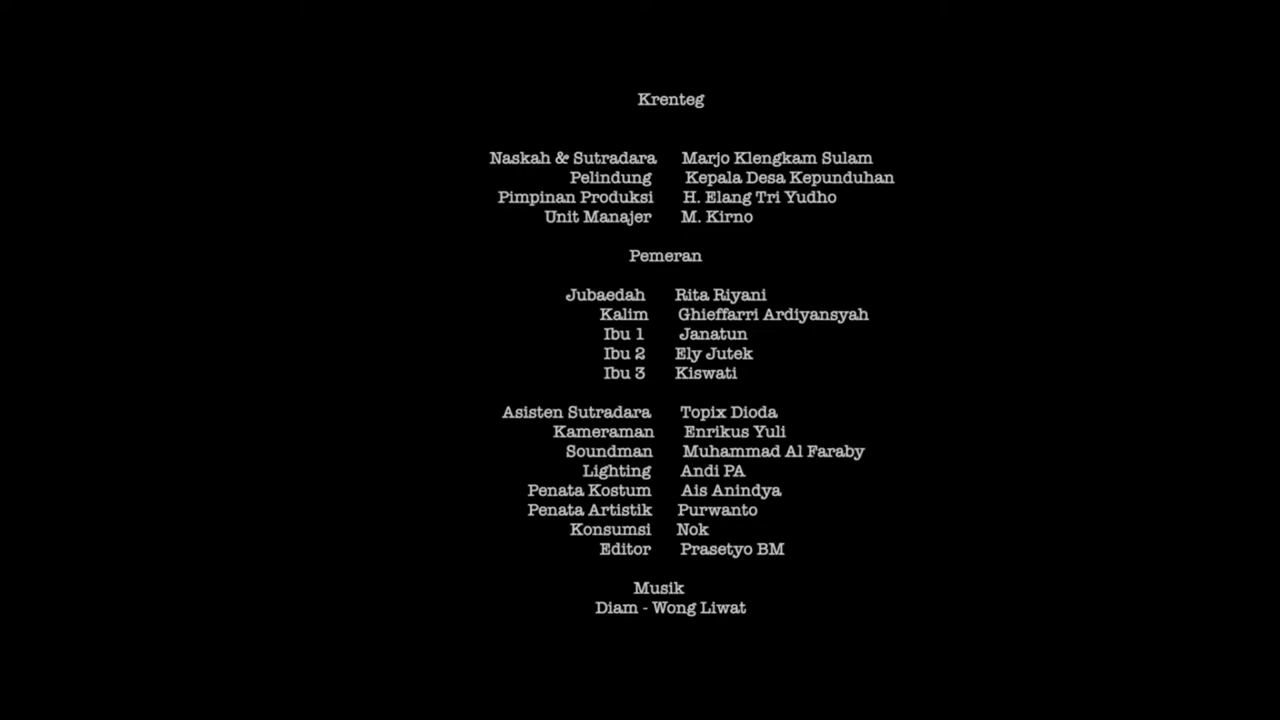 Krenteg
Naskah & Sutradara Marjo Klengkam Sulam
Pelindung Kepala Desa Kepunduhan
Pimpinan Produksi H. Elang Tri Yudho
Unit Manajer M. Kirno
Pemeran
Jubaedah Rita Riyani
Kalim Ghieffarri Ardiyansyah
Ibu 1 Janatun
Ibu 2 Ely Jutek
Ibu 3 Kiswati
Asisten Sutradara Topix Dioda
Kameraman Enrikus Yuli
Soundman Muhammad Al Faraby
Lighting Andi PA
Penata Kostum Ais Anindya
Penata Artistik Purwanto
Konsumsi Nok
Editor Prasetyo BM
Musik
Diam - Wong Liwat